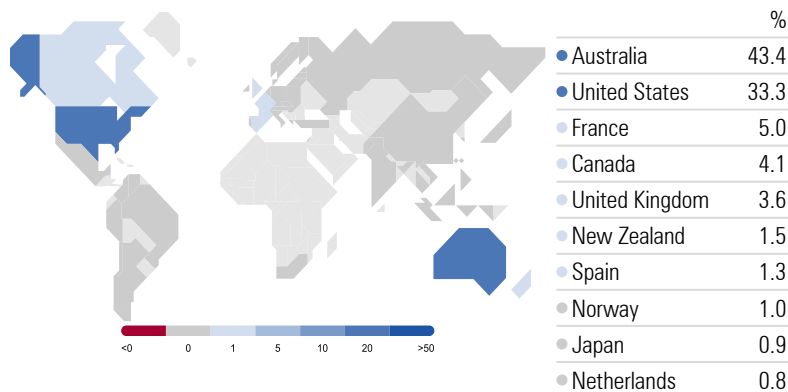 %
Australia 43.4
United States 33.3
France 5.0
Canada 4.1
United Kingdom 3.6
New Zealand 1.5
Spain 1.3
Norway 1.0
Japan 0.9
Netherlands 0.8
<0 0 1 5 10 20 >50